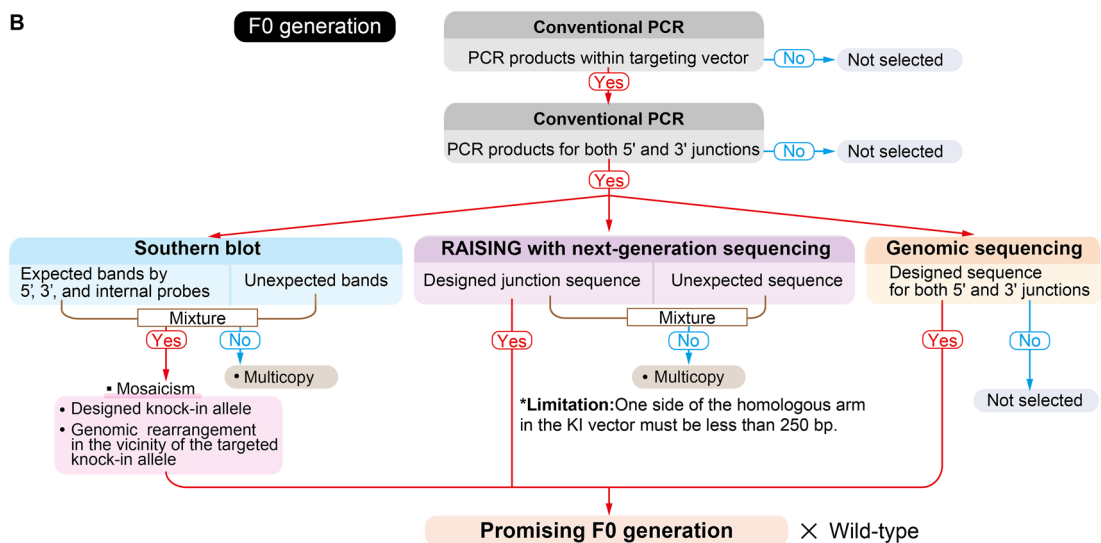 B
F0 generation
Conventional PCR
PCR products within targeting vector
No
Not selected
Yes
Conventional PCR
PCR products for both 5' and 3' junctions
No
Not selected
Yes
Southern blot
Expected bands by
5', 3', and internal probes
Unexpected bands
Mixture
Yes
No
▪ Mosaicism
• Multicopy
• Designed knock-in allele
• Genomic rearrangement
in the vicinity of the targeted
knock-in allele
RAISING with next-generation sequencing
Designed junction sequence
Unexpected sequence
Mixture
Yes
No
• Multicopy
*Limitation:One side of the homologous arm
in the KI vector must be less than 250 bp.
Genomic sequencing
Designed sequence
for both 5' and 3' junctions
Yes
No
Not selected
Promising F0 generation × Wild-type